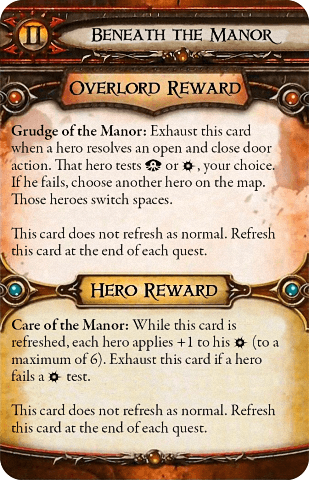 II
BENEATH THE MANOR
OVERLORD REWARD
Grudge of the Manor: Exhaust this card
when a hero resolves an open and close door
action. That hero tests or , your choice.
If he fails, choose another hero on the map.
Those heroes switch spaces.
This card does not refresh as normal. Refresh
this card at the end of each quest.
HERO REWARD
Care of the Manor: While this card is
refreshed, each hero applies +1 to his (to a
maximum of 6). Exhaust this card if a hero
fails a test.
This card does not refresh as normal. Refresh
this card at the end of each quest.